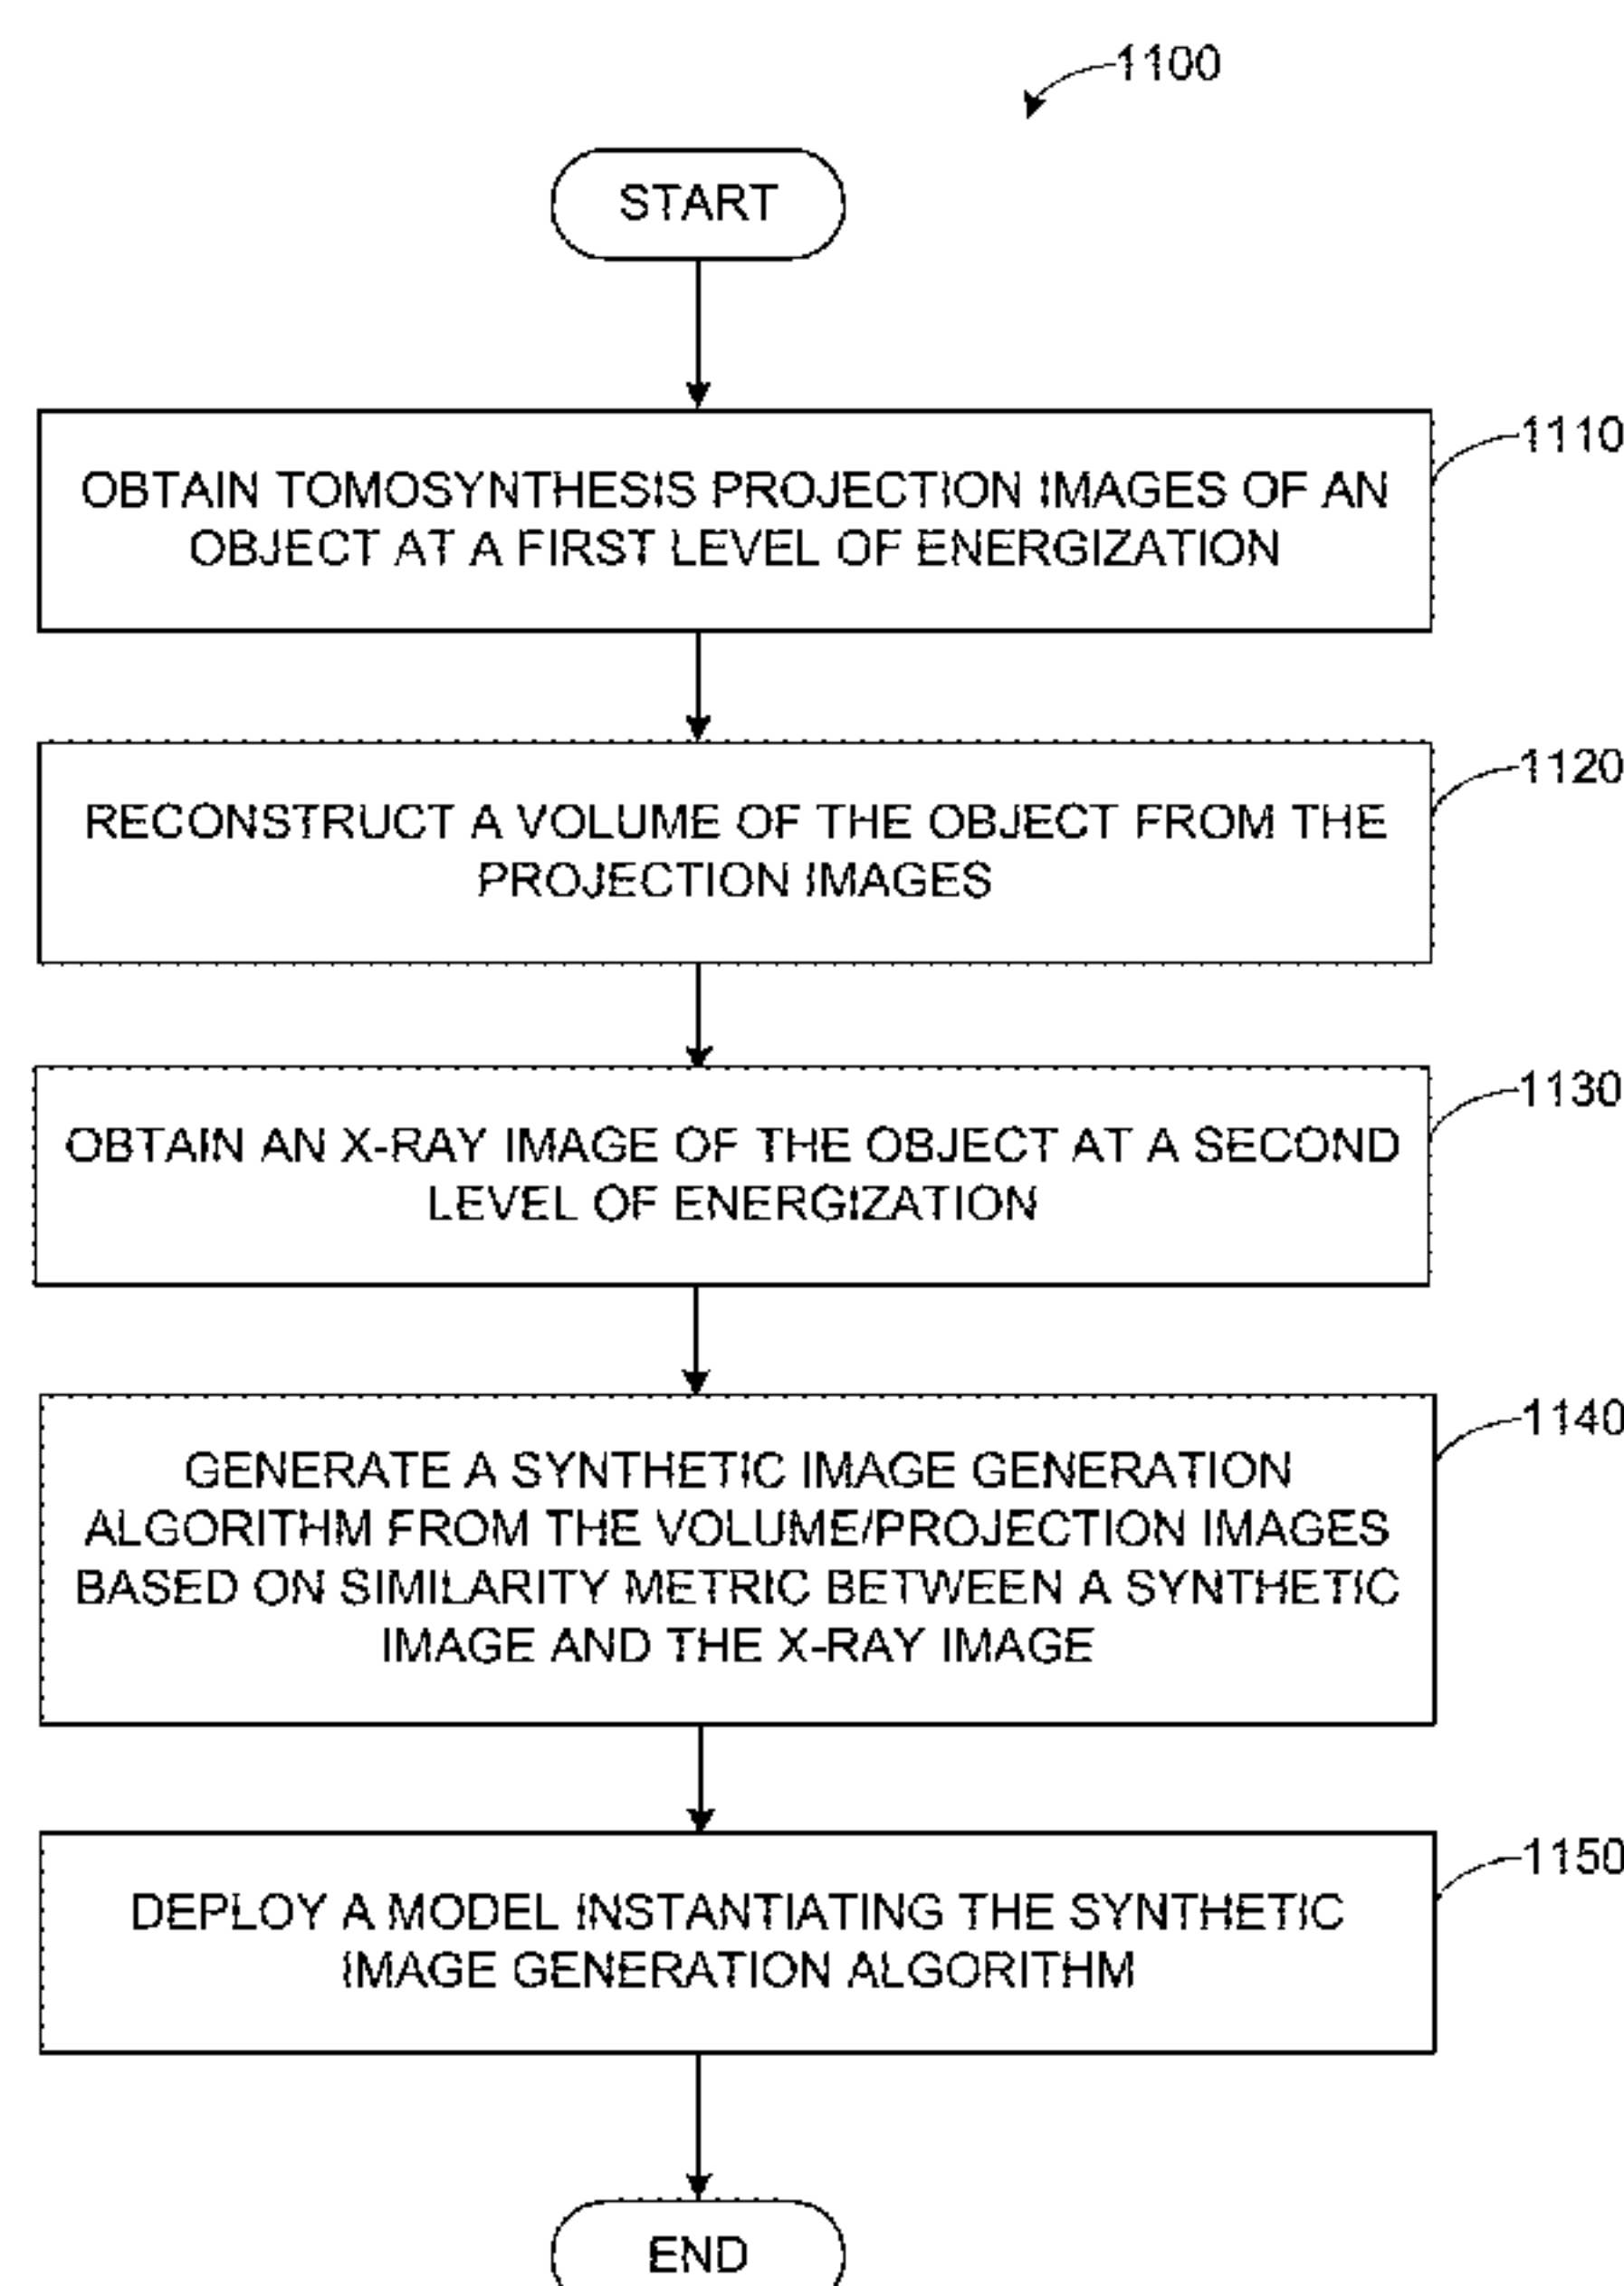 1100
START
1110
OBTAIN TOMOSYNTHESIS PROJECTION IMAGES OF AN
OBJECT AT A FIRST LEVEL OF ENERGIZATION
1120
RECONSTRUCT A VOLUME OF THE OBJECT FROM THE
PROJECTION IMAGES
1130
OBTAIN AN X-RAY IMAGE OF THE OBJECT AT A SECOND
LEVEL OF ENERGIZATION
1140
GENERATE A SYNTHETIC IMAGE GENERATION
ALGORITHM FROM THE VOLUME/PROJECTION IMAGES
BASED ON SIMILARITY METRIC BETWEEN A SYNTHETIC
IMAGE AND THE X-RAY IMAGE
1150
DEPLOY A MODEL INSTANTIATING THE SYNTHETIC
IMAGE GENERATION ALGORITHM
END